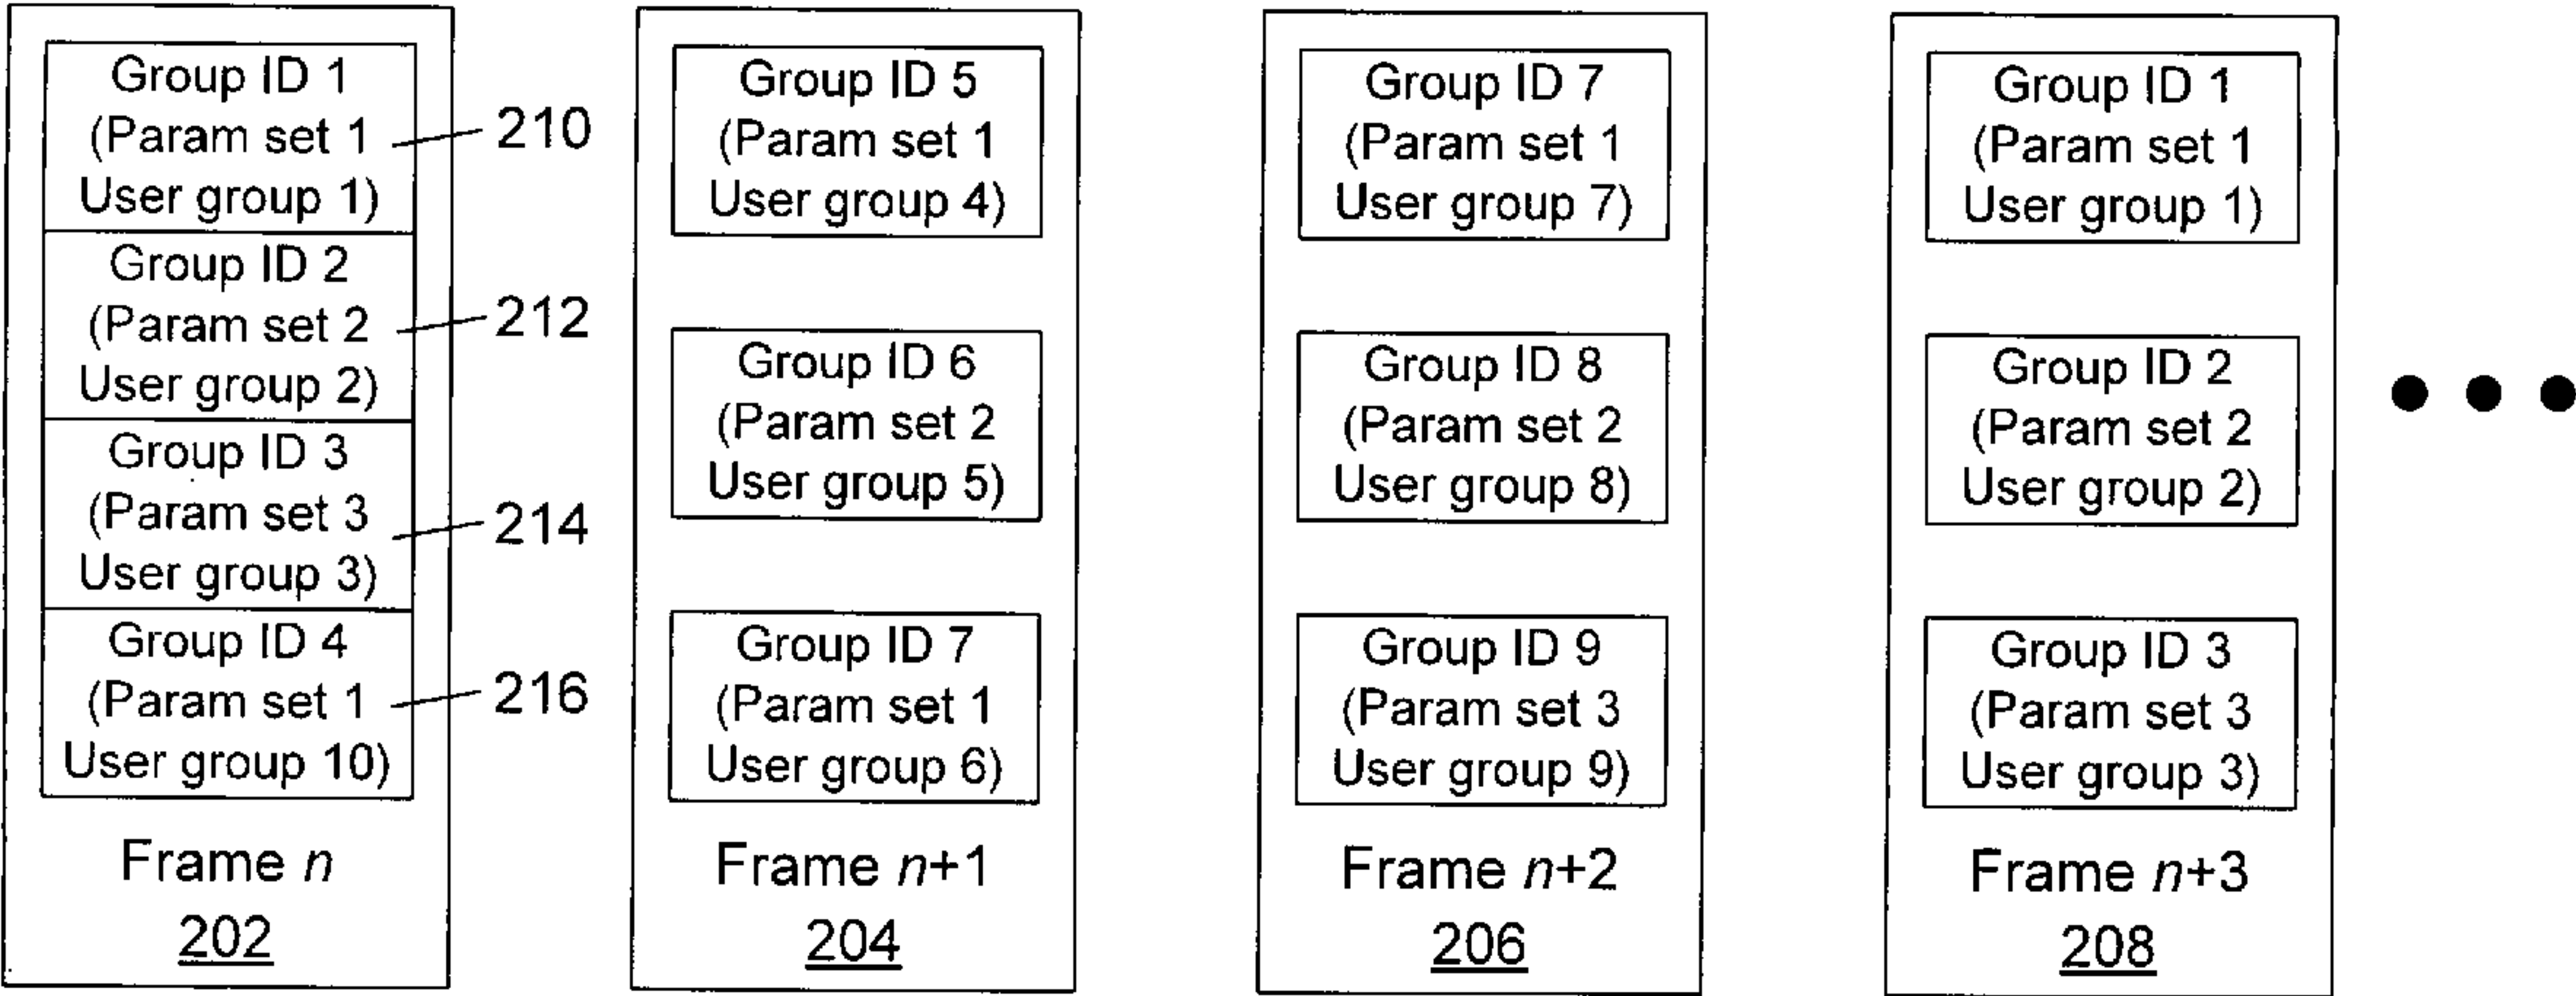 Group ID 1
(Param set 1
User group 1)
210
Group ID 2
(Param set 2
User group 2)
212
Group ID 3
(Param set 3
User group 3)
214
Group ID 4
(Param set 1
User group 10)
216
Frame n
202
Group ID 5
(Param set 1
User group 4)
Group ID 6
(Param set 2
User group 5)
Group ID 7
(Param set 1
User group 6)
Frame n+1
204
Group ID 7
(Param set 1
User group 7)
Group ID 8
(Param set 2
User group 8)
Group ID 9
(Param set 3
User group 9)
Frame n+2
206
Group ID 1
(Param set 1
User group 1)
Group ID 2
(Param set 2
User group 2)
Group ID 3
(Param set 3
User group 3)
Frame n+3
208